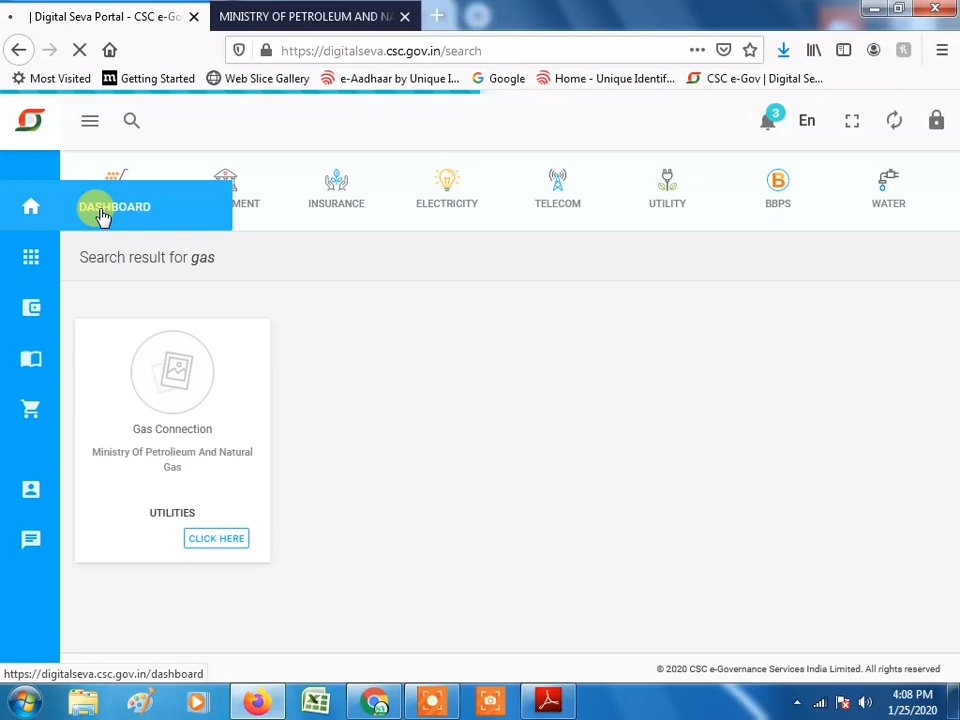 | Digital Seva Portal - CSC e-Go
MINISTRY OF PETROLEUM AND N
https://digitalseva.csc.gov.in/search
Most Visited
Getting Started
Web Slice Gallery
e-Aadhaar by Unique I...
Google
Home - Unique Identif...
CSC e-Gov | Digital Se...
3
En
DASHBOARD
MENT
INSURANCE
ELECTRICITY
TELECOM
UTILITY
B
BBPS
WATER
Search result for gas
Gas Connection
Ministry Of Petrolieum And Natural
Gas
UTILITIES
CLICK HERE
https://digitalseva.csc.gov.in/dashboard
© 2020 CSC e-Governance Services India Limited. All rights reserved
4:08 PM
1/25/2020